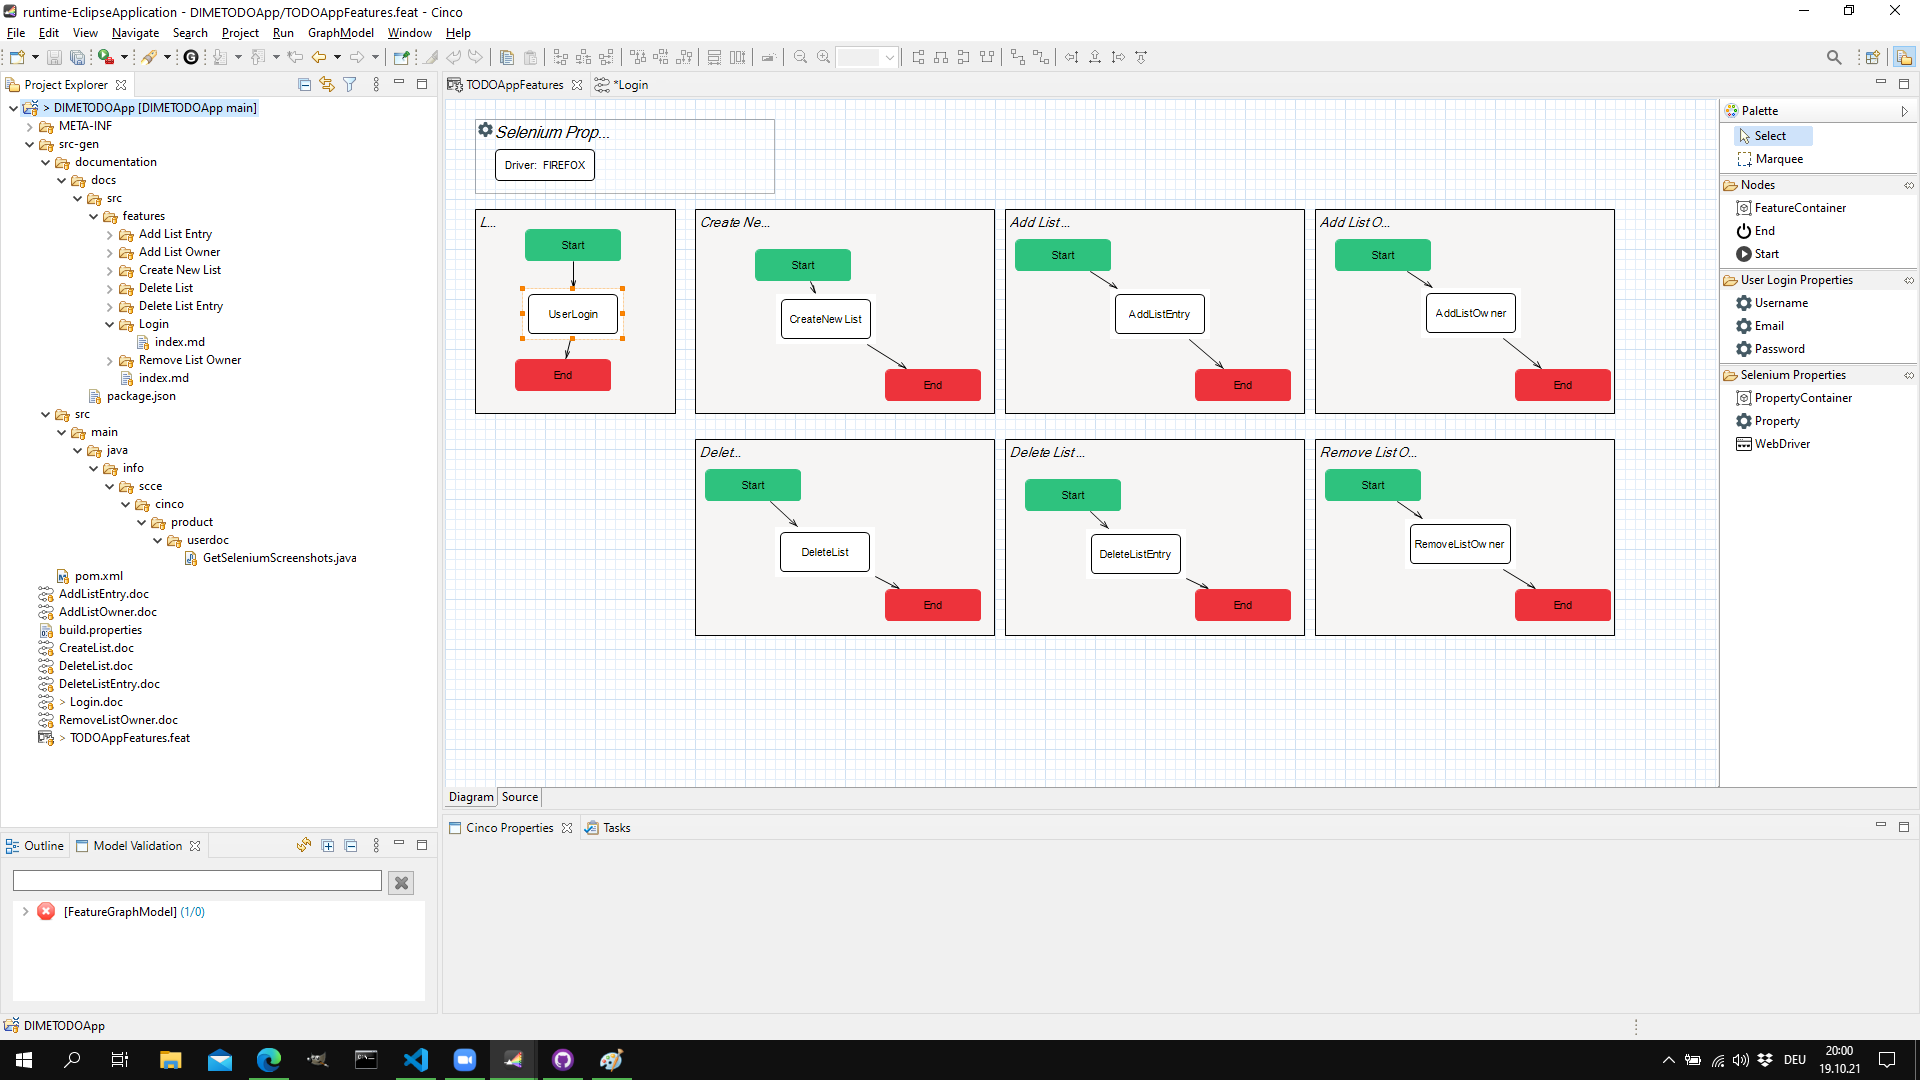 runtime-EclipseApplication - DIMETODOApp/TODOAppFeatures.feat - Cinco
File Edit View Navigate Search Project Run GraphModel Window Help
Project Explorer
> DIMETODOApp [DIMETODOApp main]
META-INF
src-gen
documentation
docs
src
features
Add List Entry
Add List Owner
Create New List
Delete List
Delete List Entry
Login
index.md
Remove List Owner
index.md
package.json
src
main
java
info
scce
cinco
product
userdoc
GetSeleniumScreenshots.java
pom.xml
AddListEntry.doc
AddListOwner.doc
build.properties
CreateList.doc
DeleteList.doc
DeleteListEntry.doc
> Login.doc
RemoveListOwner.doc
> TODOAppFeatures.feat
Outline Model Validation
[FeatureGraphModel] (1/0)
TODOAppFeatures *Login
Selenium Prop...
Driver: FIREFOX
L...
Start
UserLogin
End
Create Ne...
Start
CreateNew List
End
Add List ...
Start
AddListEntry
End
Add List O...
Start
AddListOwner
End
Delet...
Start
DeleteList
End
Delete List ...
Start
DeleteListEntry
End
Remove List O...
Start
RemoveListOwner
End
Diagram Source
Palette
Select
Marquee
Nodes
FeatureContainer
End
Start
User Login Properties
Username
Email
Password
Selenium Properties
PropertyContainer
Property
WebDriver
Cinco Properties Tasks
DIMETODOApp
DEU
20:00
19.10.21